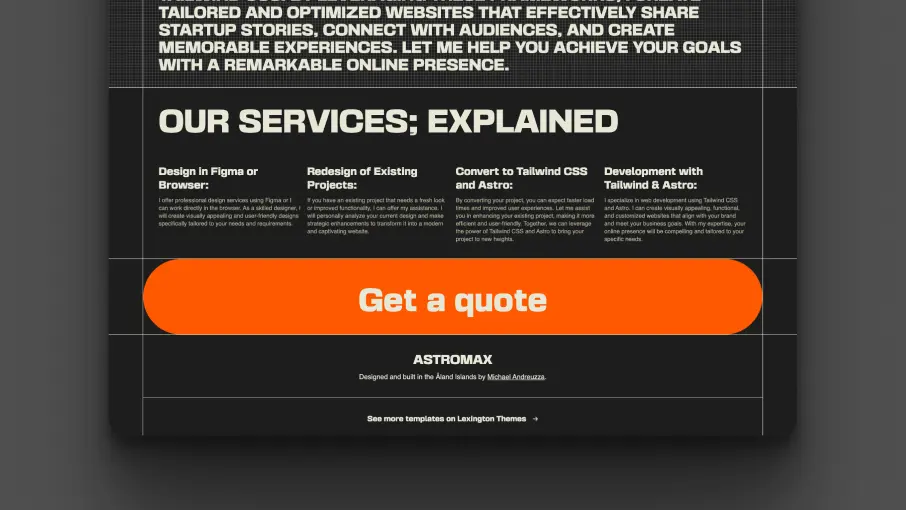 TAILORED AND OPTIMIZED WEBSITES THAT EFFECTIVELY SHARE
STARTUP STORIES, CONNECT WITH AUDIENCES, AND CREATE
MEMORABLE EXPERIENCES. LET ME HELP YOU ACHIEVE YOUR GOALS
WITH A REMARKABLE ONLINE PRESENCE.
OUR SERVICES; EXPLAINED
Design in Figma or
Browser:
I offer professional design services using Figma or I
can work directly in the browser. As a skilled designer, I
will create visually appealing and user-friendly designs
specifically tailored to your needs and requirements.
Redesign of Existing
Projects:
If you have an existing project that needs a fresh look
or improved functionality, I can offer my assistance. I
will personally analyze your current design and make
strategic enhancements to transform it into a modern
and captivating website.
Convert to Tailwind CSS
and Astro:
By converting your project, you can expect faster load
times and improved user experiences. Let me assist
you in enhancing your existing project, making it more
efficient and user-friendly. Together, we can leverage
the power of Tailwind CSS and Astro to bring your
project to new heights.
Development with
Tailwind & Astro:
I specialize in web development using Tailwind CSS
and Astro. I can create visually appealing, functional,
and customized websites that align with your brand
and meet your business goals. With my expertise, your
online presence will be compelling and tailored to your
specific needs.
Get a quote
ASTROMAX
Designed and built in the Åland Islands by Michael Andreuzza.
See more templates on Lexington Themes →